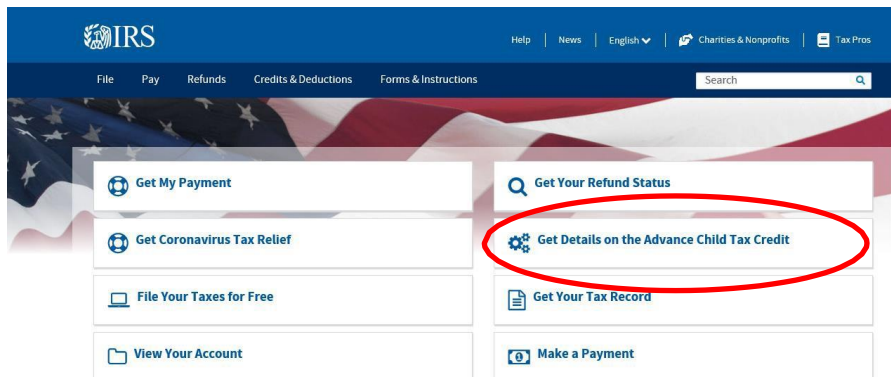 IRS
Help News English Charities & Nonprofits Tax Pros
File Pay Refunds Credits & Deductions Forms & Instructions Search
Get My Payment
Get Your Refund Status
Get Coronavirus Tax Relief
Get Details on the Advance Child Tax Credit
File Your Taxes for Free
Get Your Tax Record
View Your Account
Make a Payment